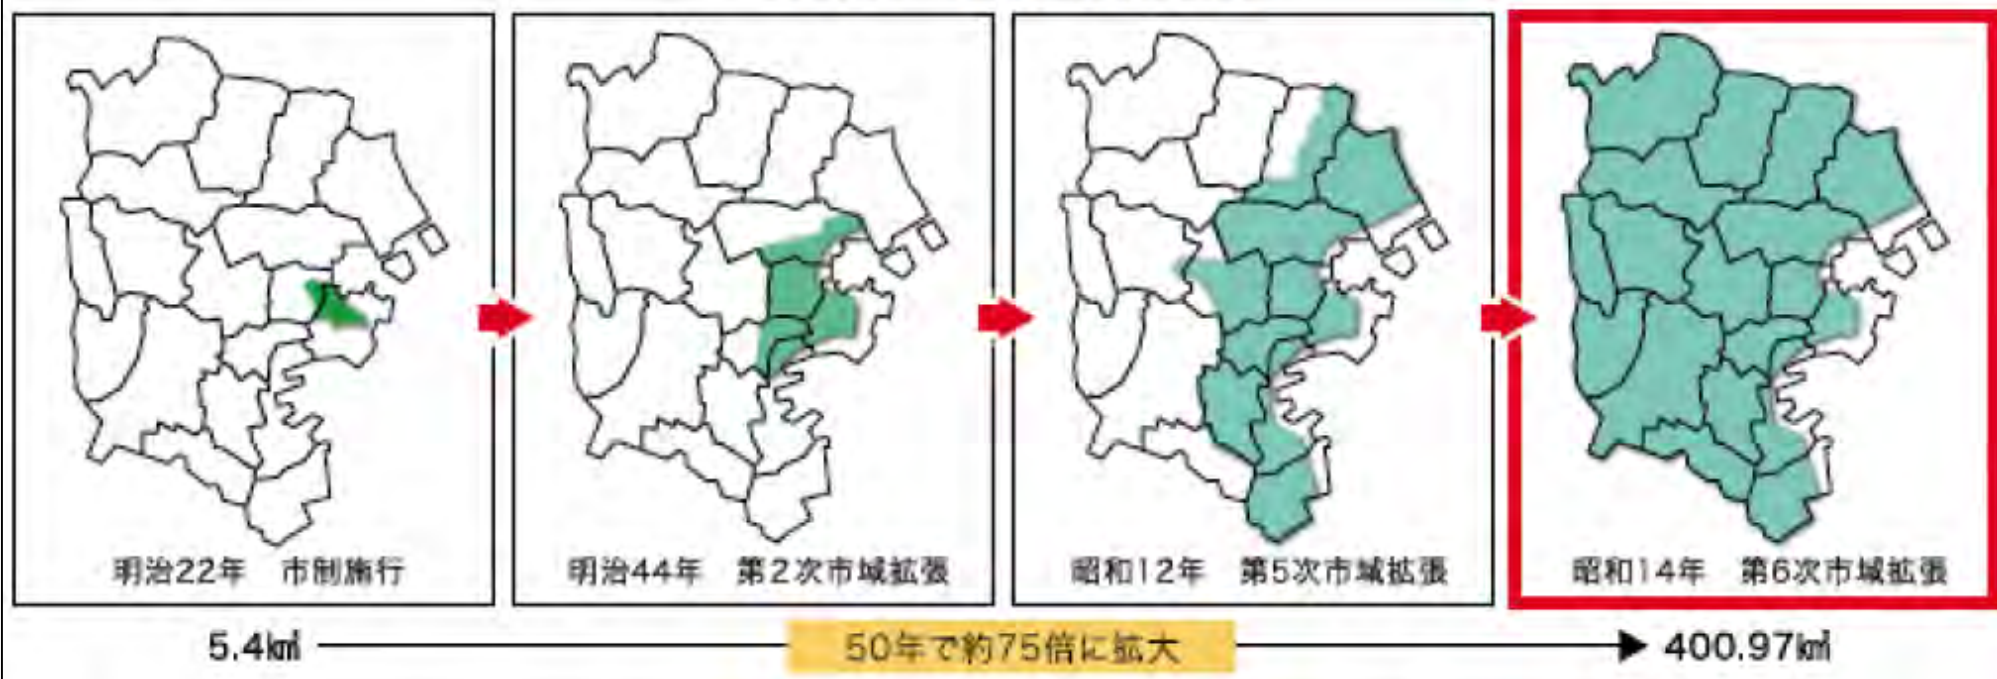 明治22年　市制施行
明治44年　第2次市域拡張
昭和12年　第5次市域拡張
昭和14年　第6次市域拡張
5.4㎢
50年で約75倍に拡大
400.97㎢